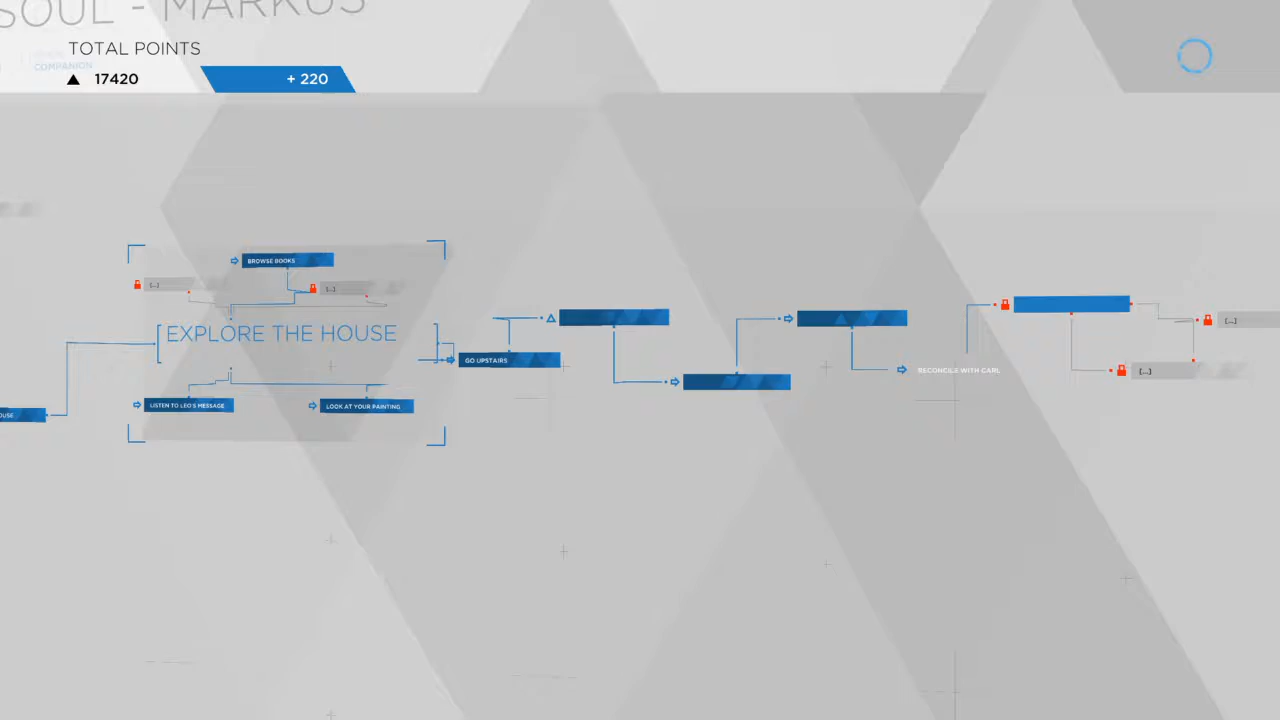 SOUL - MARKUS
TOTAL POINTS
COMPANION
17420
+ 220
BROWSE BOOKS
[...]
[...]
EXPLORE THE HOUSE
GO UPSTAIRS
RECONCILE WITH CARL
[...]
[...]
LISTEN TO LEO'S MESSAGE
LOOK AT YOUR PAINTING